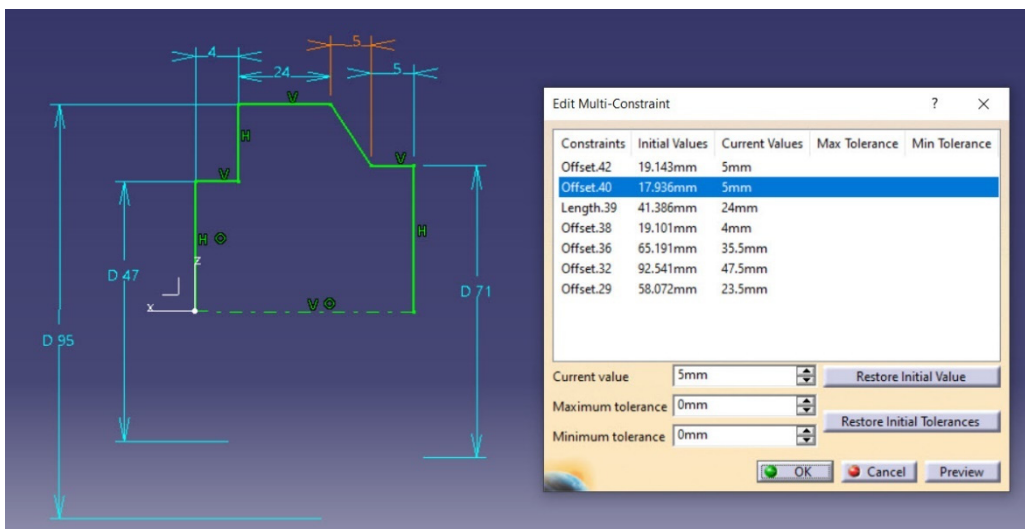 4
5
24
5
V
H
V
V
H
H
D 47
z
x
V
D 71
D 95
Edit Multi-Constraint ? ×
Constraints Initial Values Current Values Max Tolerance Min Tolerance
Offset.42 19.143mm 5mm
Offset.40 17.936mm 5mm
Length.39 41.386mm 24mm
Offset.38 19.101mm 4mm
Offset.36 65.191mm 35.5mm
Offset.32 92.541mm 47.5mm
Offset.29 58.072mm 23.5mm
Current value 5mm Restore Initial Value
Maximum tolerance 0mm
Restore Initial Tolerances
Minimum tolerance 0mm
OK Cancel Preview